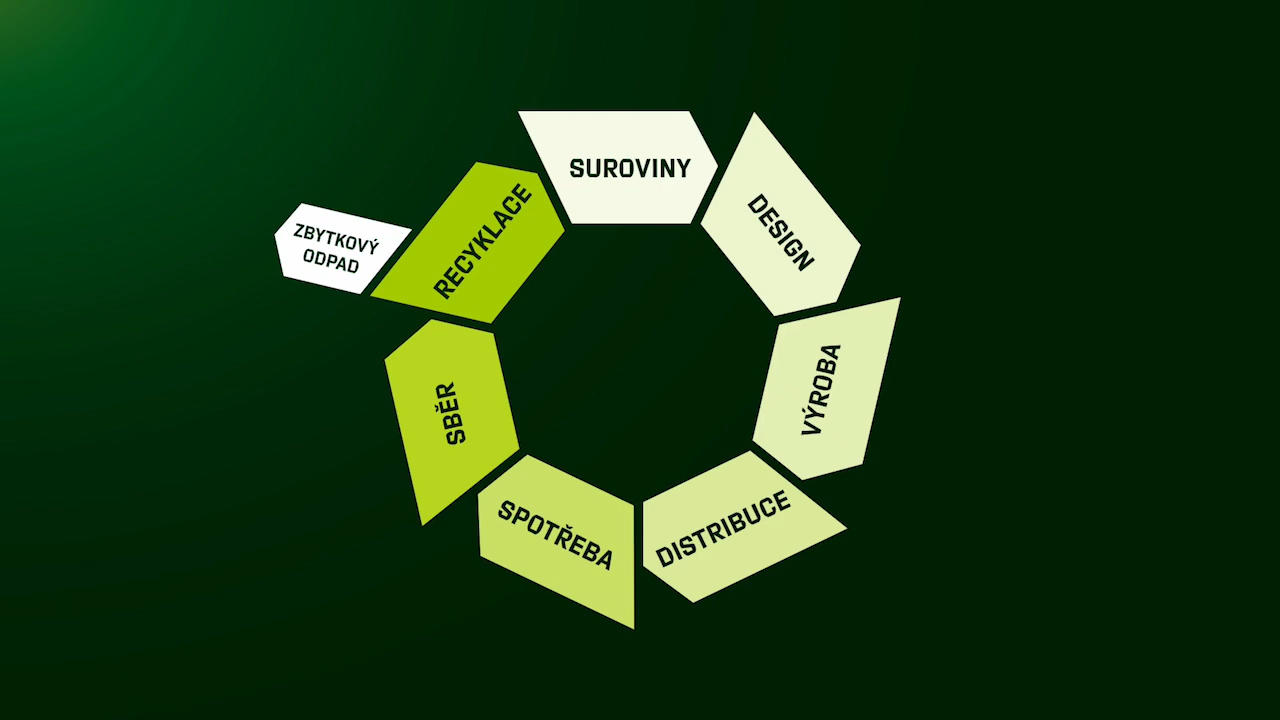 SUROVINY
DESIGN
VÝROBA
DISTRIBUCE
SPOTŘEBA
SBĚR
RECYKLACE
ZBYTKOVÝ
ODPAD